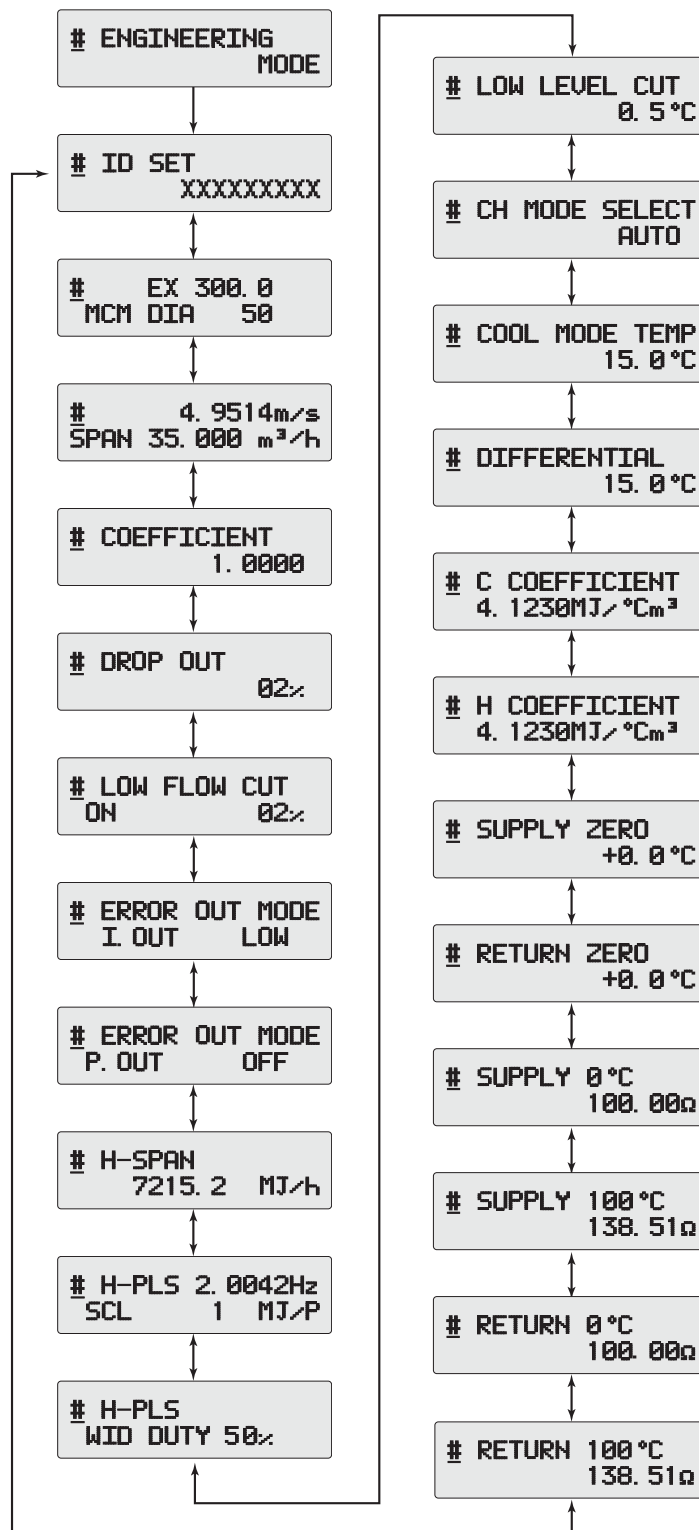 # ENGINEERING
MODE
# ID SET
XXXXXXXXX
# EX 300.0
MCM DIA 50
# 4.9514m/s
SPAN 35.000 m³/h
# COEFFICIENT
1.0000
# DROP OUT
02%
# LOW FLOW CUT
ON 02%
# ERROR OUT MODE
I.OUT LOW
# ERROR OUT MODE
P.OUT OFF
# H-SPAN
7215.2 MJ/h
# H-PLS 2.0042Hz
SCL 1 MJ/P
# H-PLS
WID DUTY 50%
# LOW LEVEL CUT
0.5°C
# CH MODE SELECT
AUTO
# COOL MODE TEMP
15.0°C
# DIFFERENTIAL
15.0°C
# C COEFFICIENT
4.1230MJ/°Cm³
# H COEFFICIENT
4.1230MJ/°Cm³
# SUPPLY ZERO
+0.0°C
# RETURN ZERO
+0.0°C
# SUPPLY 0°C
100.00Ω
# SUPPLY 100°C
138.51Ω
# RETURN 0°C
100.00Ω
# RETURN 100°C
138.51Ω